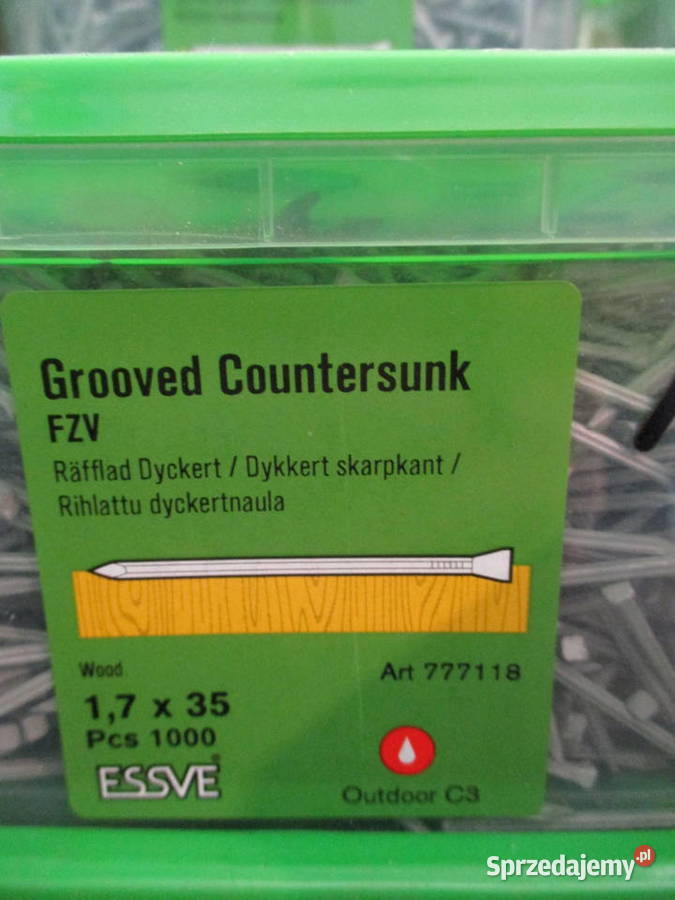 Grooved Countersunk
FZV
Räfflad Dyckert / Dykkert skarpkant /
Rihlattu dyckertnaula
Wood
Art 777118
1,7 x 35
Pcs 1000
ESSVE®
Outdoor C3
Sprzedajemy.pl